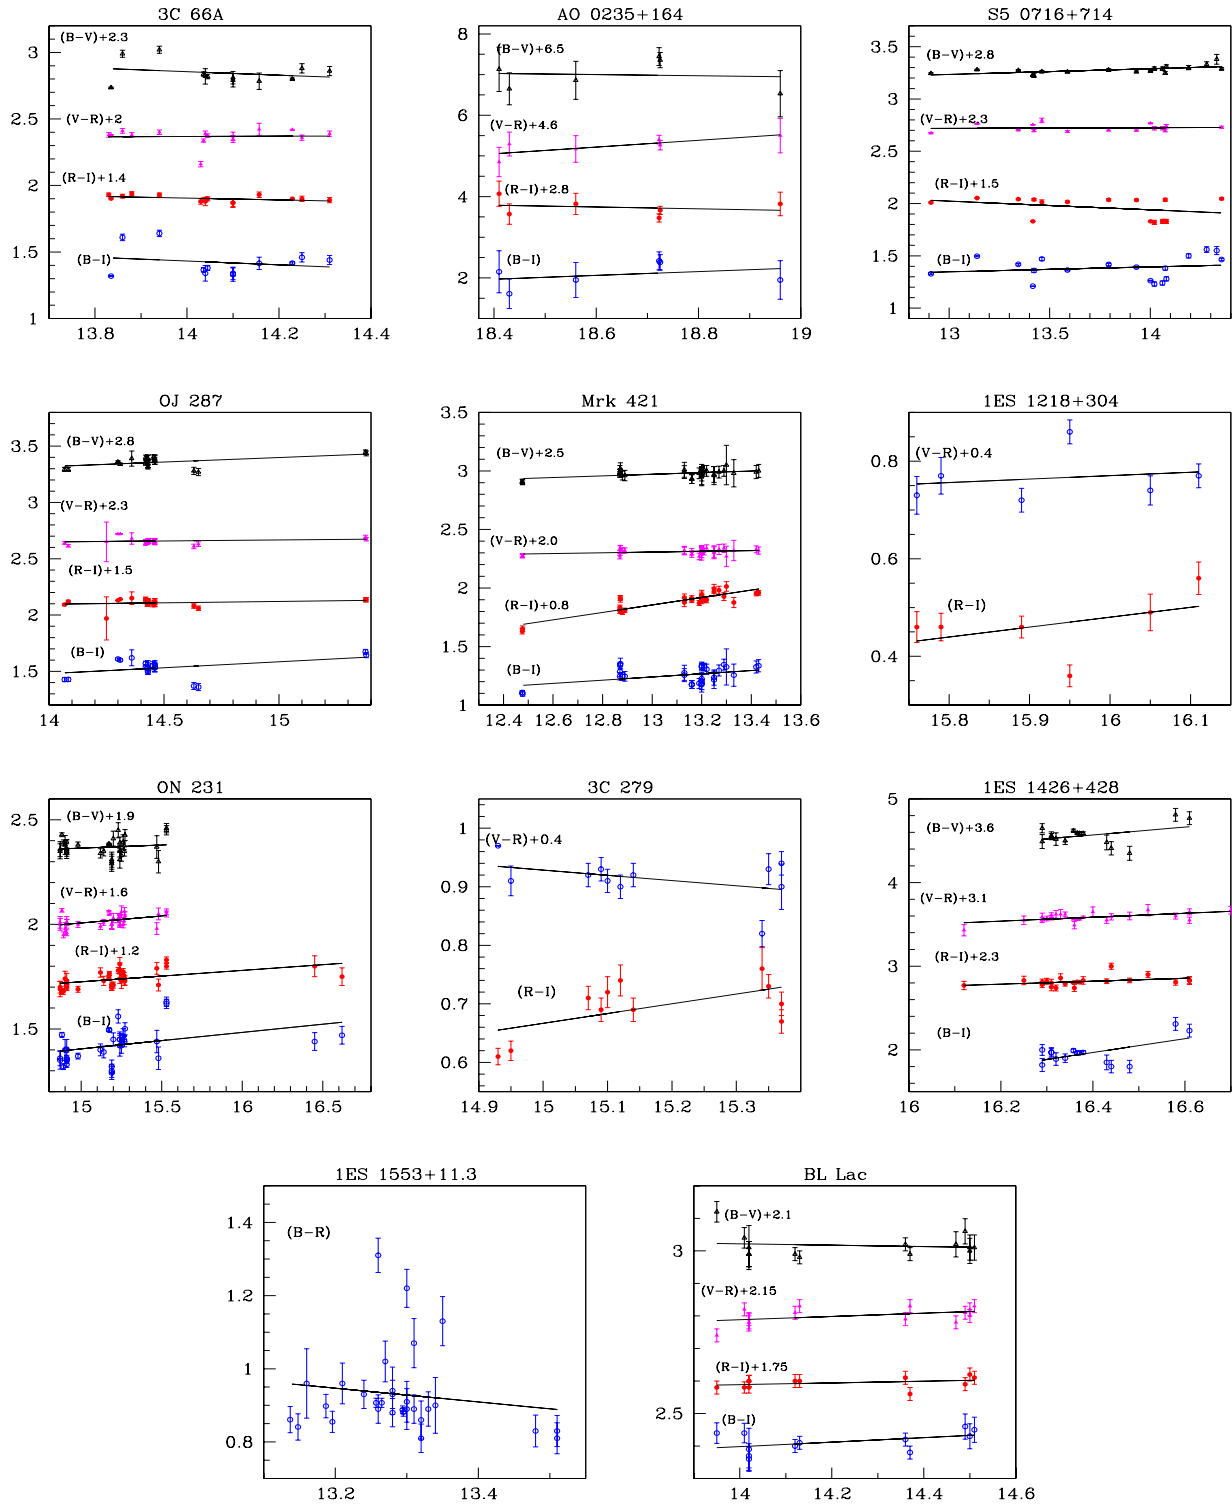 3C 66A
AO 0235+164
S5 0716+714
(B−V)+2.3
(V−R)+2
(R−I)+1.4
(B−I)
3
2.5
2
1.5
1
13.8 14 14.2 14.4
(B−V)+6.5
(V−R)+4.6
(R−I)+2.8
(B−I)
8
6
4
2
18.4 18.6 18.8 19
(B−V)+2.8
(V−R)+2.3
(R−I)+1.5
(B−I)
3.5
3
2.5
2
1.5
1
13 13.5 14
OJ 287
Mrk 421
1ES 1218+304
(B−V)+2.8
(V−R)+2.3
(R−I)+1.5
(B−I)
3.5
3
2.5
2
1.5
14 14.5 15
(B−V)+2.5
(V−R)+2.0
(R−I)+0.8
(B−I)
3.5
3
2.5
2
1.5
1
12.4 12.6 12.8 13 13.2 13.4 13.6
(V−R)+0.4
(R−I)
0.8
0.6
0.4
15.8 15.9 16 16.1
ON 231
3C 279
1ES 1426+428
(B−V)+1.9
(V−R)+1.6
(R−I)+1.2
(B−I)
2.5
2
1.5
15 15.5 16 16.5
(V−R)+0.4
(R−I)
1
0.9
0.8
0.7
0.6
14.9 15 15.1 15.2 15.3
(B−V)+3.6
(V−R)+3.1
(R−I)+2.3
(B−I)
5
4
3
2
16 16.2 16.4 16.6
1ES 1553+11.3
BL Lac
(B−R)
1.4
1.2
1
0.8
13.2 13.4
(B−V)+2.1
(V−R)+2.15
(R−I)+1.75
(B−I)
3
2.5
14 14.2 14.4 14.6